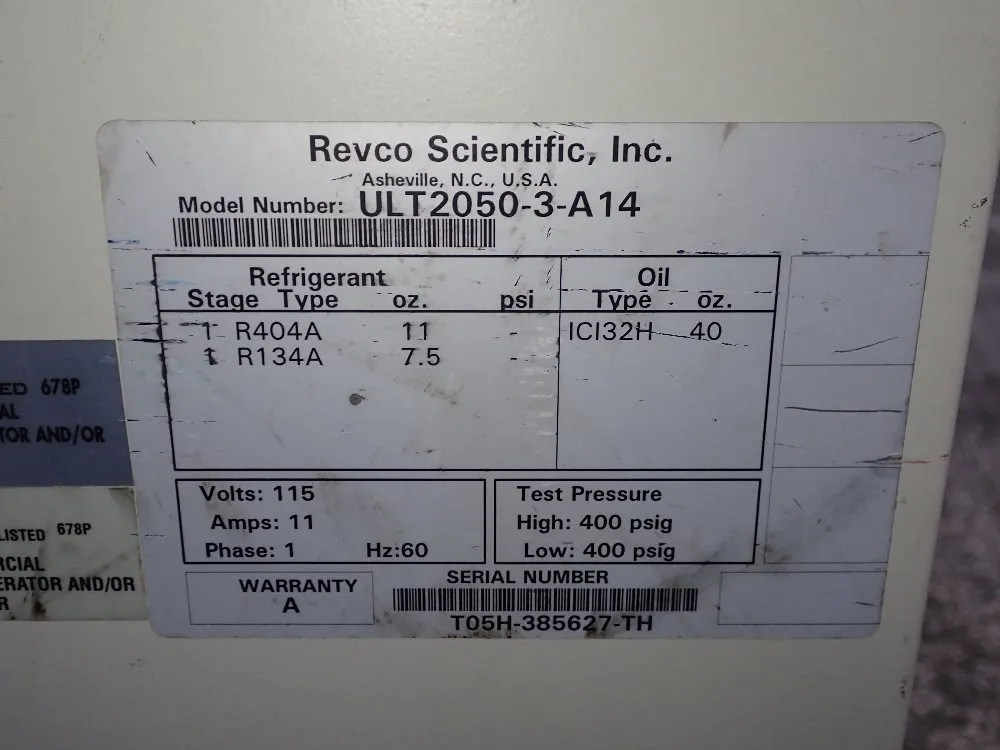 Revco Scientific, Inc.
Asheville, N.C., U.S.A.
Model Number: ULT2050-3-A14
Refrigerant Oil
Stage Type oz. psi Type oz.
1 R404A 11 - ICI32H 40
1 R134A 7.5 -
Volts: 115
Amps: 11
Phase: 1 Hz:60
Test Pressure
High: 400 psig
Low: 400 psig
WARRANTY
A
SERIAL NUMBER
T05H-385627-TH
ED 678P
AL
TOR AND/OR
LISTED 678P
RCIAL
ERATOR AND/OR
R